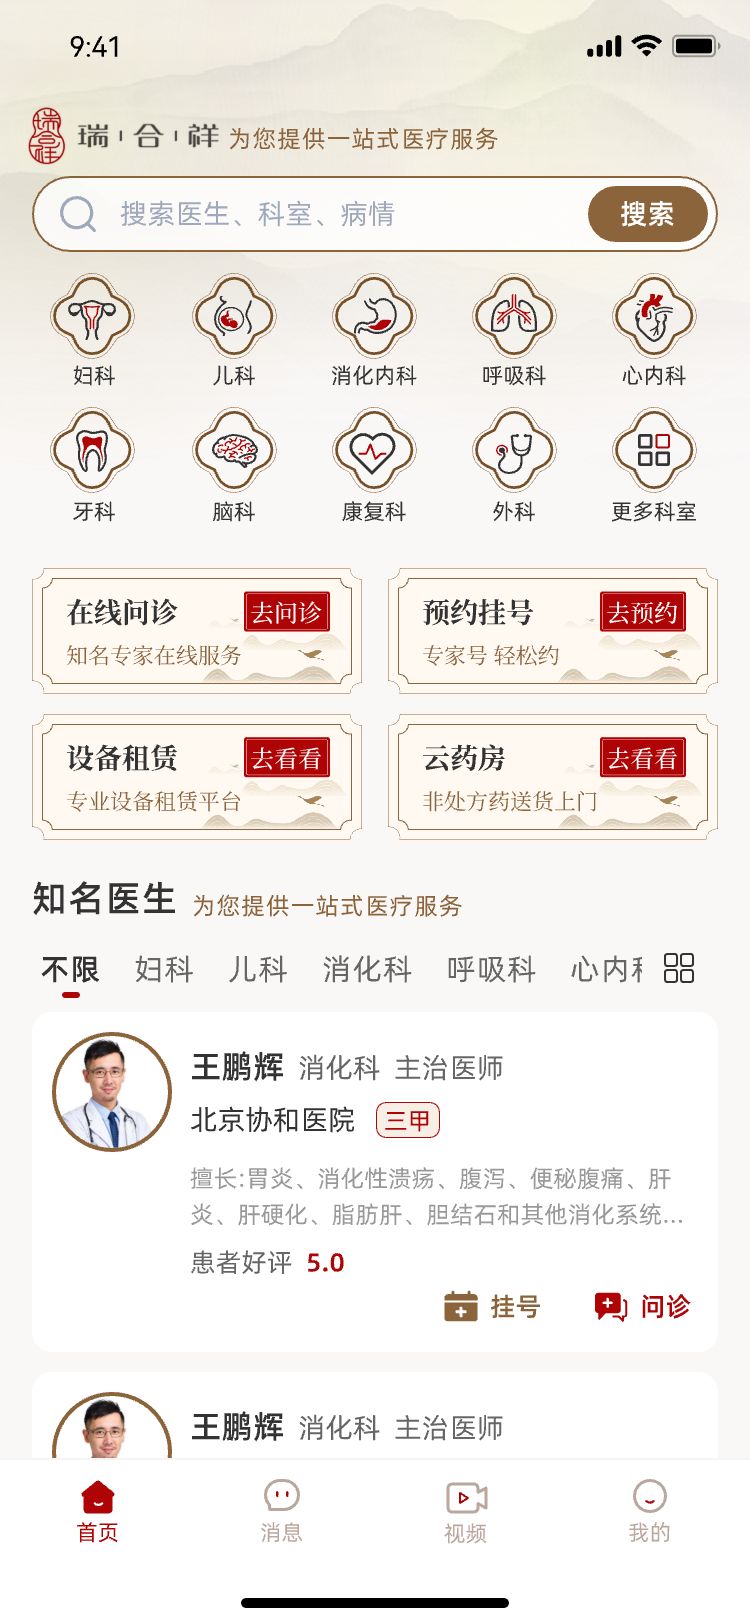 9:41
瑞合祥 瑞合祥 为您提供一站式医疗服务
搜索医生、科室、病情 搜索
妇科 儿科 消化内科 呼吸科 心内科
牙科 脑科 康复科 外科 更多科室
在线问诊 去问诊
知名专家在线服务
预约挂号 去预约
专家号 轻松约
设备租赁 去看看
专业设备租赁平台
云药房 去看看
非处方药送货上门
知名医生 为您提供一站式医疗服务
不限 妇科 儿科 消化科 呼吸科 心内科
王鹏辉 消化科 主治医师
北京协和医院 三甲
擅长:胃炎、消化性溃疡、腹泻、便秘腹痛、肝
炎、肝硬化、脂肪肝、胆结石和其他消化系统...
患者好评 5.0
挂号 问诊
王鹏辉 消化科 主治医师
首页 消息 视频 我的